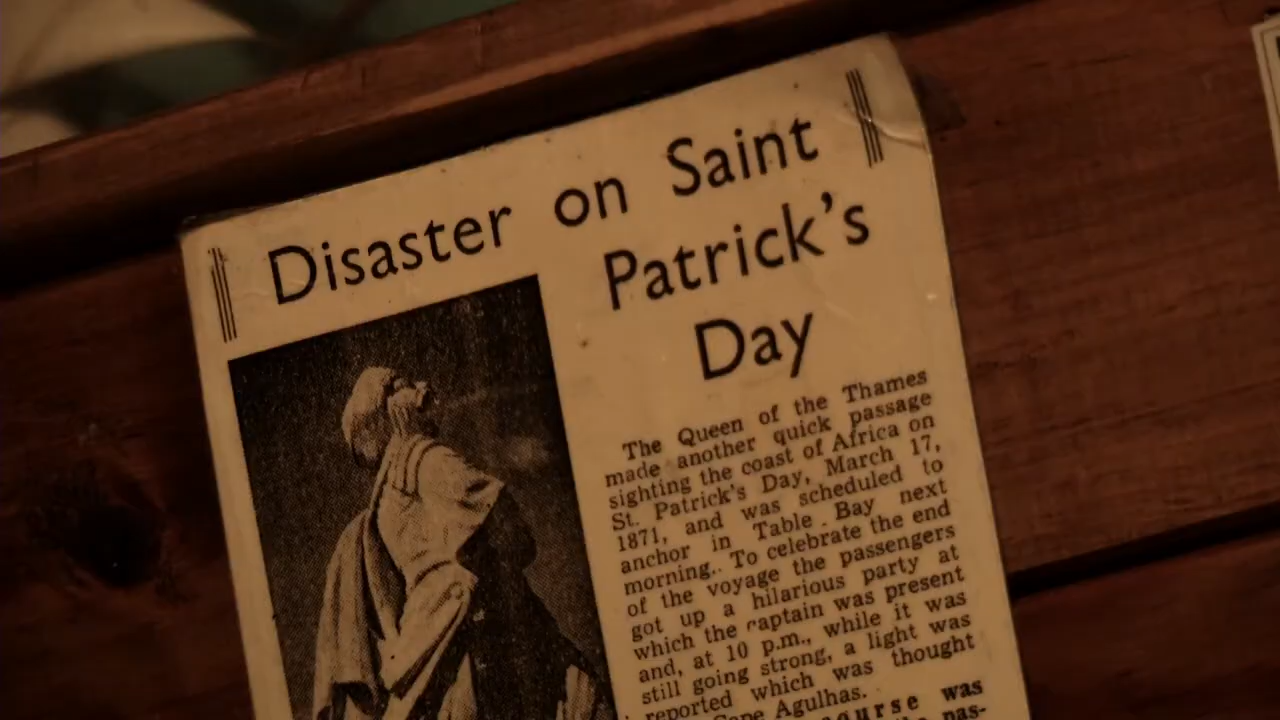 Disaster on Saint
Patrick's
Day
The Queen of the Thames
made another quick passage
sighting the coast of Africa on
St. Patrick's Day, March 17,
1871, and was scheduled to
anchor in Table . Bay next
morning.. To celebrate the end
of the voyage the passengers
got up a hilarious party at
which the captain was present
and, at 10 p.m., while it was
still going strong, a light was
reported which was thought
Cape Agulhas.
was
pas-